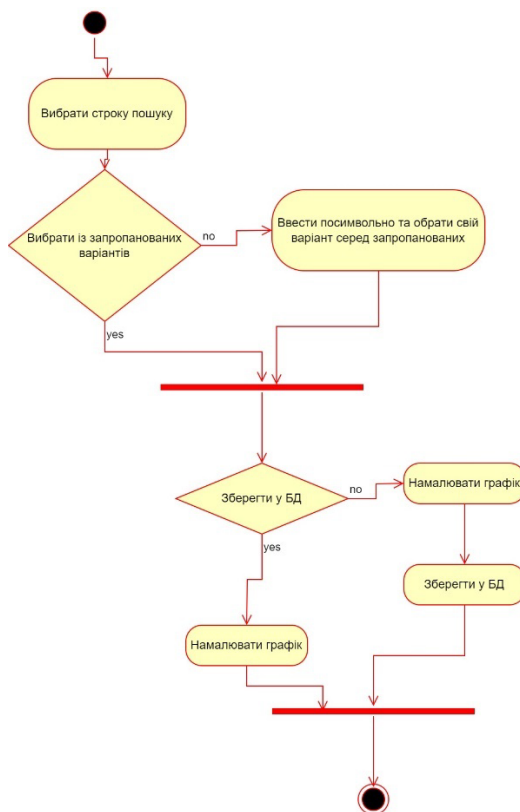 Вибрати строку пошуку
Вибрати із запропанованих
варіантів
no
Ввести посимвольно та обрати свій
варіант серед запропанованих
yes
Зберегти у БД
no
Намалювати графік
yes
Зберегти у БД
Намалювати графік